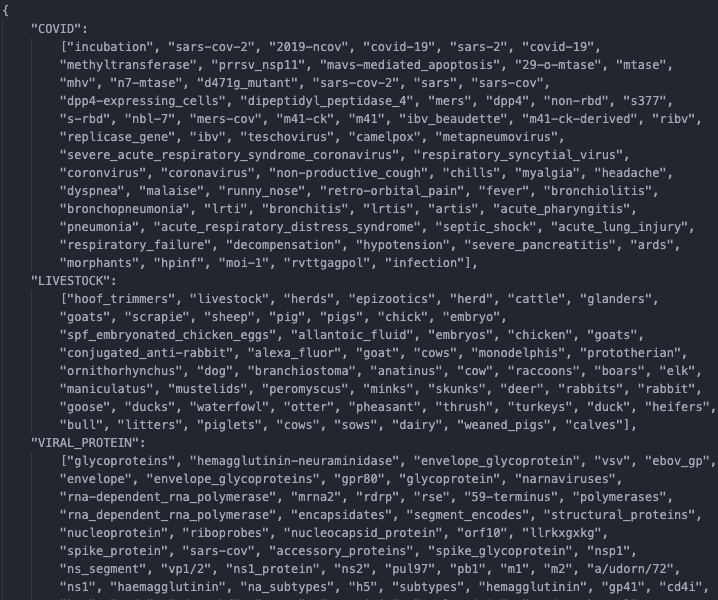 {
"COVID":
["incubation", "sars-cov-2", "2019-ncov", "covid-19", "sars-2", "covid-19",
"methyltransferase", "prrsv_nsp11", "mavs-mediated_apoptosis", "29-o-mtase", "mtase",
"mhv", "n7-mtase", "d471g_mutant", "sars-cov-2", "sars", "sars-cov",
"dpp4-expressing_cells", "dipeptidyl_peptidase_4", "mers", "dpp4", "non-rbd", "s377",
"s-rbd", "nbl-7", "mers-cov", "m41-ck", "m41", "ibv_beaudette", "m41-ck-derived", "ribv",
"replicase_gene", "ibv", "teschovirus", "camelpox", "metapneumovirus",
"severe_acute_respiratory_syndrome_coronavirus", "respiratory_syncytial_virus",
"coronvirus", "coronavirus", "non-productive_cough", "chills", "myalgia", "headache",
"dyspnea", "malaise", "runny_nose", "retro-orbital_pain", "fever", "bronchiolitis",
"bronchopneumonia", "lrti", "bronchitis", "lrtis", "artis", "acute_pharyngitis",
"pneumonia", "acute_respiratory_distress_syndrome", "septic_shock", "acute_lung_injury",
"respiratory_failure", "decompensation", "hypotension", "severe_pancreatitis", "ards",
"morphants", "hpinf", "moi-1", "rvttgagpol", "infection"],
"LIVESTOCK":
["hoof_trimmers", "livestock", "herds", "epizootics", "herd", "cattle", "glanders",
"goats", "scrapie", "sheep", "pig", "pigs", "chick", "embryo",
"spf_embryonated_chicken_eggs", "allantoic_fluid", "embryos", "chicken", "goats",
"conjugated_anti-rabbit", "alexa_fluor", "goat", "cows", "monodelphis", "prototherian",
"ornithorhynchus", "dog", "branchiostoma", "anatinus", "cow", "raccoons", "boars", "elk",
"maniculatus", "mustelids", "peromyscus", "minks", "skunks", "deer", "rabbits", "rabbit",
"goose", "ducks", "waterfowl", "otter", "pheasant", "thrush", "turkeys", "duck", "heifers",
"bull", "litters", "piglets", "cows", "sows", "dairy", "weaned_pigs", "calves"],
"VIRAL_PROTEIN":
["glycoproteins", "hemagglutinin-neuraminidase", "envelope_glycoprotein", "vsv", "ebov_gp",
"envelope", "envelope_glycoproteins", "gpr80", "glycoprotein", "narnaviruses",
"rna-dependent_rna_polymerase", "mrna2", "rdrp", "rse", "59-terminus", "polymerases",
"rna_dependent_rna_polymerase", "encapsidates", "segment_encodes", "structural_proteins",
"nucleoprotein", "riboprobes", "nucleocapsid_protein", "orf10", "llrkxgxkg",
"spike_protein", "sars-cov", "accessory_proteins", "spike_glycoprotein", "nsp1",
"ns_segment", "vp1/2", "ns1_protein", "ns2", "pul97", "pb1", "m1", "m2", "a/udorn/72",
"ns1", "haemagglutinin", "na_subtypes", "h5", "subtypes", "hemagglutinin", "gp41", "cd4i",